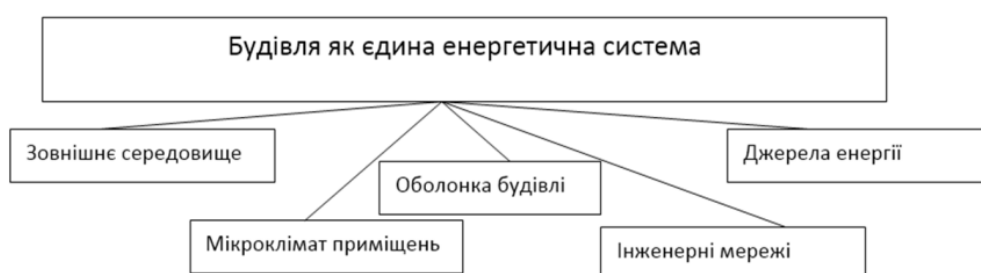 Будівля як єдина енергетична система
Зовнішнє середовище
Джерела енергії
Оболонка будівлі
Мікроклімат приміщень
Інженерні мережі